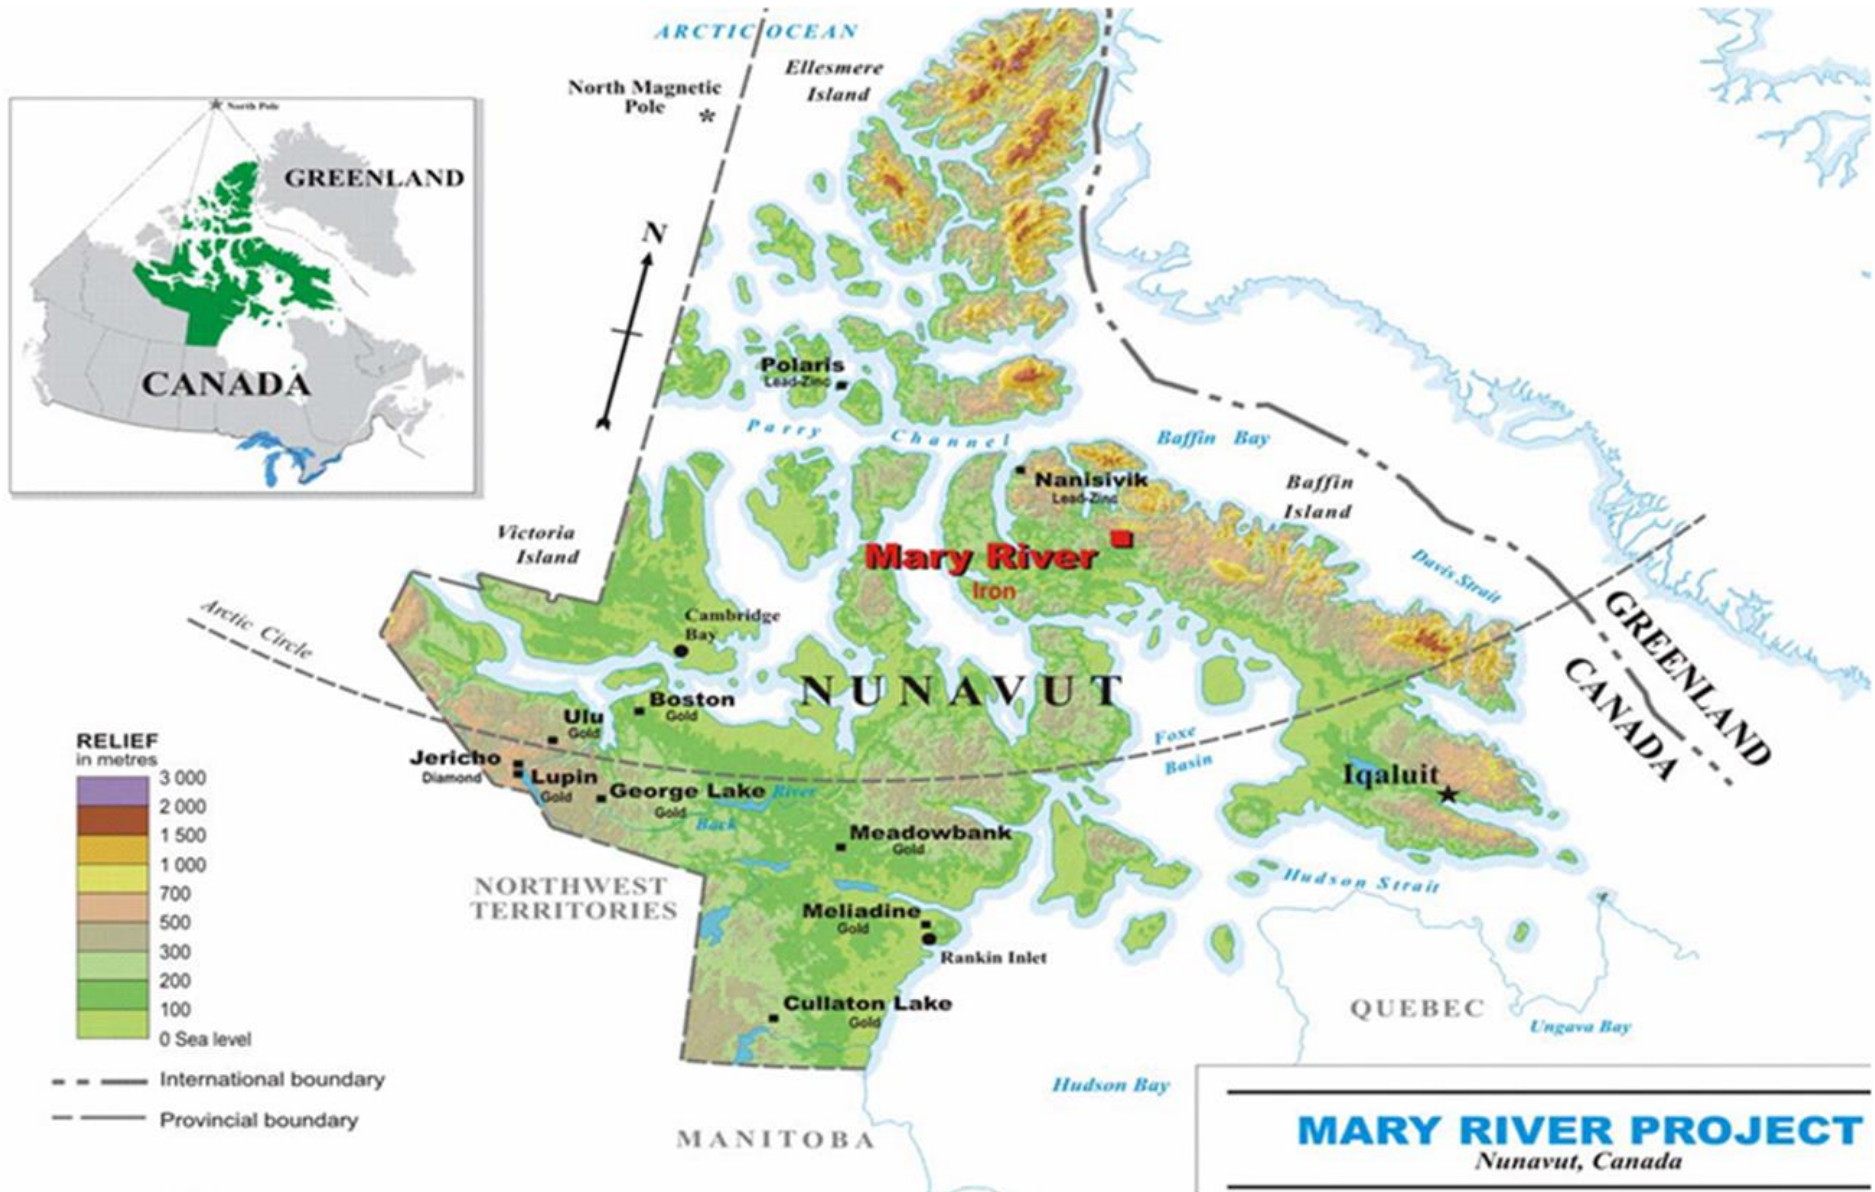 ARCTIC OCEAN
Ellesmere
Island
North Magnetic
Pole
*
North Pole
GREENLAND
CANADA
N
Polaris
Lead-Zinc
Parry Channel
Baffin Bay
Nanisivik
Lead-Zinc
Baffin
Island
Victoria
Island
Mary River
Iron
Davis Strait
Arctic Circle
Cambridge
Bay
GREENLAND
CANADA
NUNAVUT
Boston
Gold
Ulu
Gold
Jericho
Diamond
Lupin
Gold
George Lake
Gold
Back River
Foxe
Basin
Iqaluit
Meadowbank
Gold
NORTHWEST
TERRITORIES
Hudson Strait
Meliadine
Gold
Rankin Inlet
Cullaton Lake
Gold
QUEBEC
Ungava Bay
Hudson Bay
MANITOBA
RELIEF
in metres
3 000
2 000
1 500
1 000
700
500
300
200
100
0 Sea level
International boundary
Provincial boundary
MARY RIVER PROJECT
Nunavut, Canada